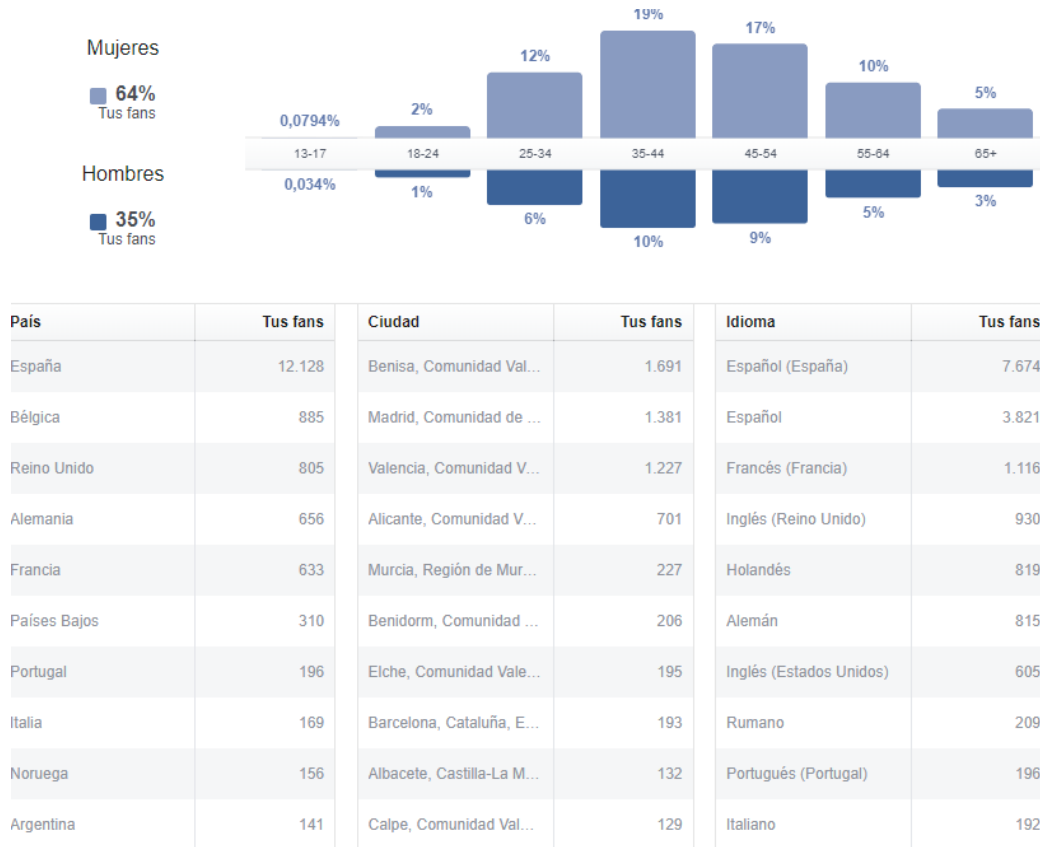 19%
17%
12%
10%
5%
2%
0,0794%
Mujeres
64%
Tus fans
13-17 18-24 25-34 35-44 45-54 55-64 65+
Hombres
35%
Tus fans
0,034%
1%
6%
10%
9%
5%
3%
País Tus fans Ciudad Tus fans Idioma Tus fans
España 12.128 Benisa, Comunidad Val... 1.691 Español (España) 7.674
Bélgica 885 Madrid, Comunidad de ... 1.381 Español 3.821
Reino Unido 805 Valencia, Comunidad V... 1.227 Francés (Francia) 1.116
Alemania 656 Alicante, Comunidad V... 701 Inglés (Reino Unido) 930
Francia 633 Murcia, Región de Mur... 227 Holandés 819
Países Bajos 310 Benidorm, Comunidad ... 206 Alemán 815
Portugal 196 Elche, Comunidad Vale... 195 Inglés (Estados Unidos) 605
Italia 169 Barcelona, Cataluña, E... 193 Rumano 209
Noruega 156 Albacete, Castilla-La M... 132 Portugués (Portugal) 196
Argentina 141 Calpe, Comunidad Val... 129 Italiano 192